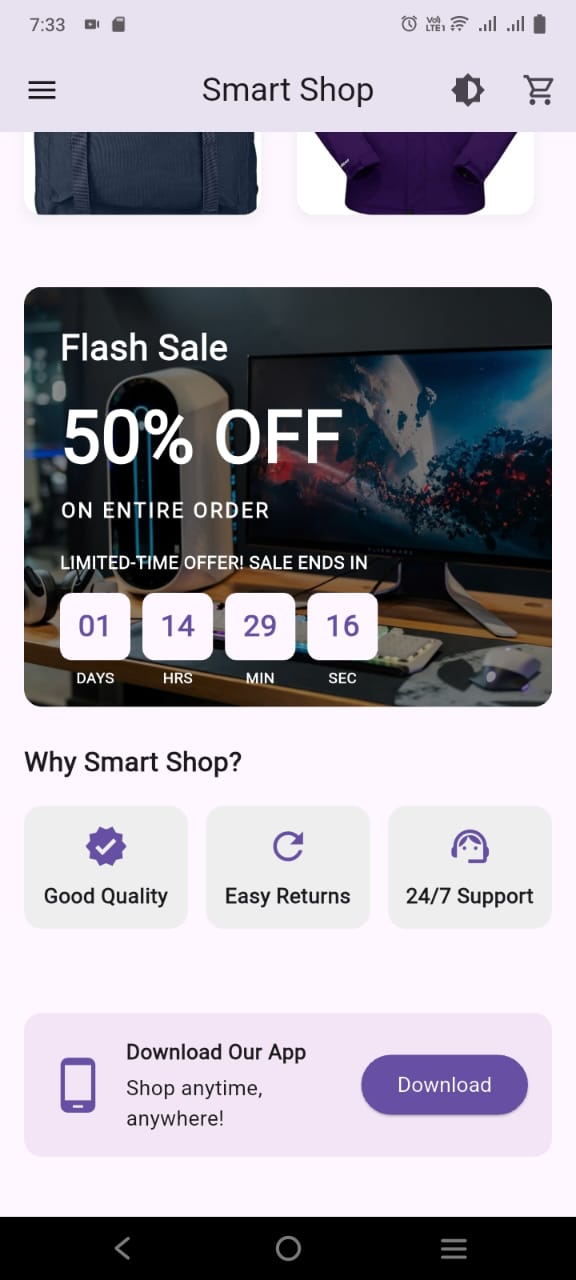 7:33
Vo) LTE1
Smart Shop
Flash Sale
50% OFF
ON ENTIRE ORDER
LIMITED-TIME OFFER! SALE ENDS IN
01 14 29 16
DAYS HRS MIN SEC
Why Smart Shop?
Good Quality Easy Returns 24/7 Support
Download Our App
Shop anytime,
anywhere!
Download
ALIENWARE